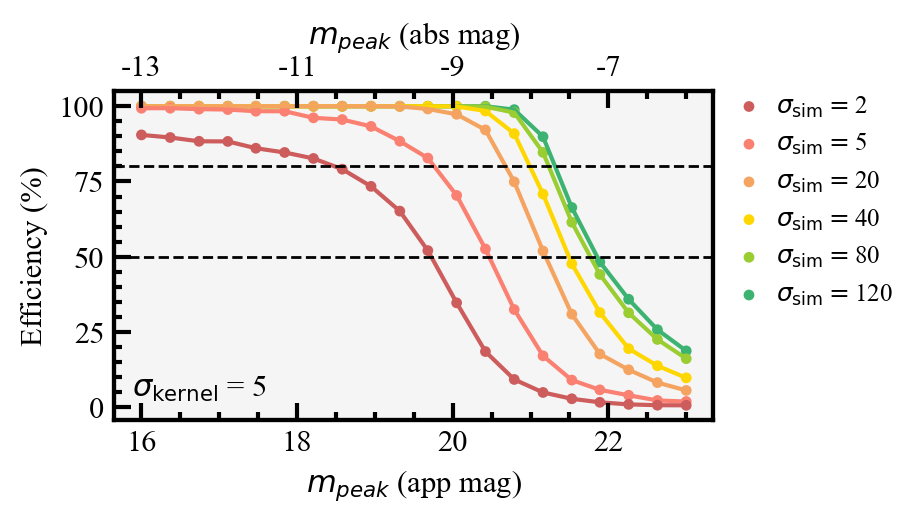 m_peak (abs mag)
-13 -11 -9 -7
100
75
50
25
0
Efficiency (%)
σ_kernel = 5
16 18 20 22
m_peak (app mag)
σ_sim = 2
σ_sim = 5
σ_sim = 20
σ_sim = 40
σ_sim = 80
σ_sim = 120